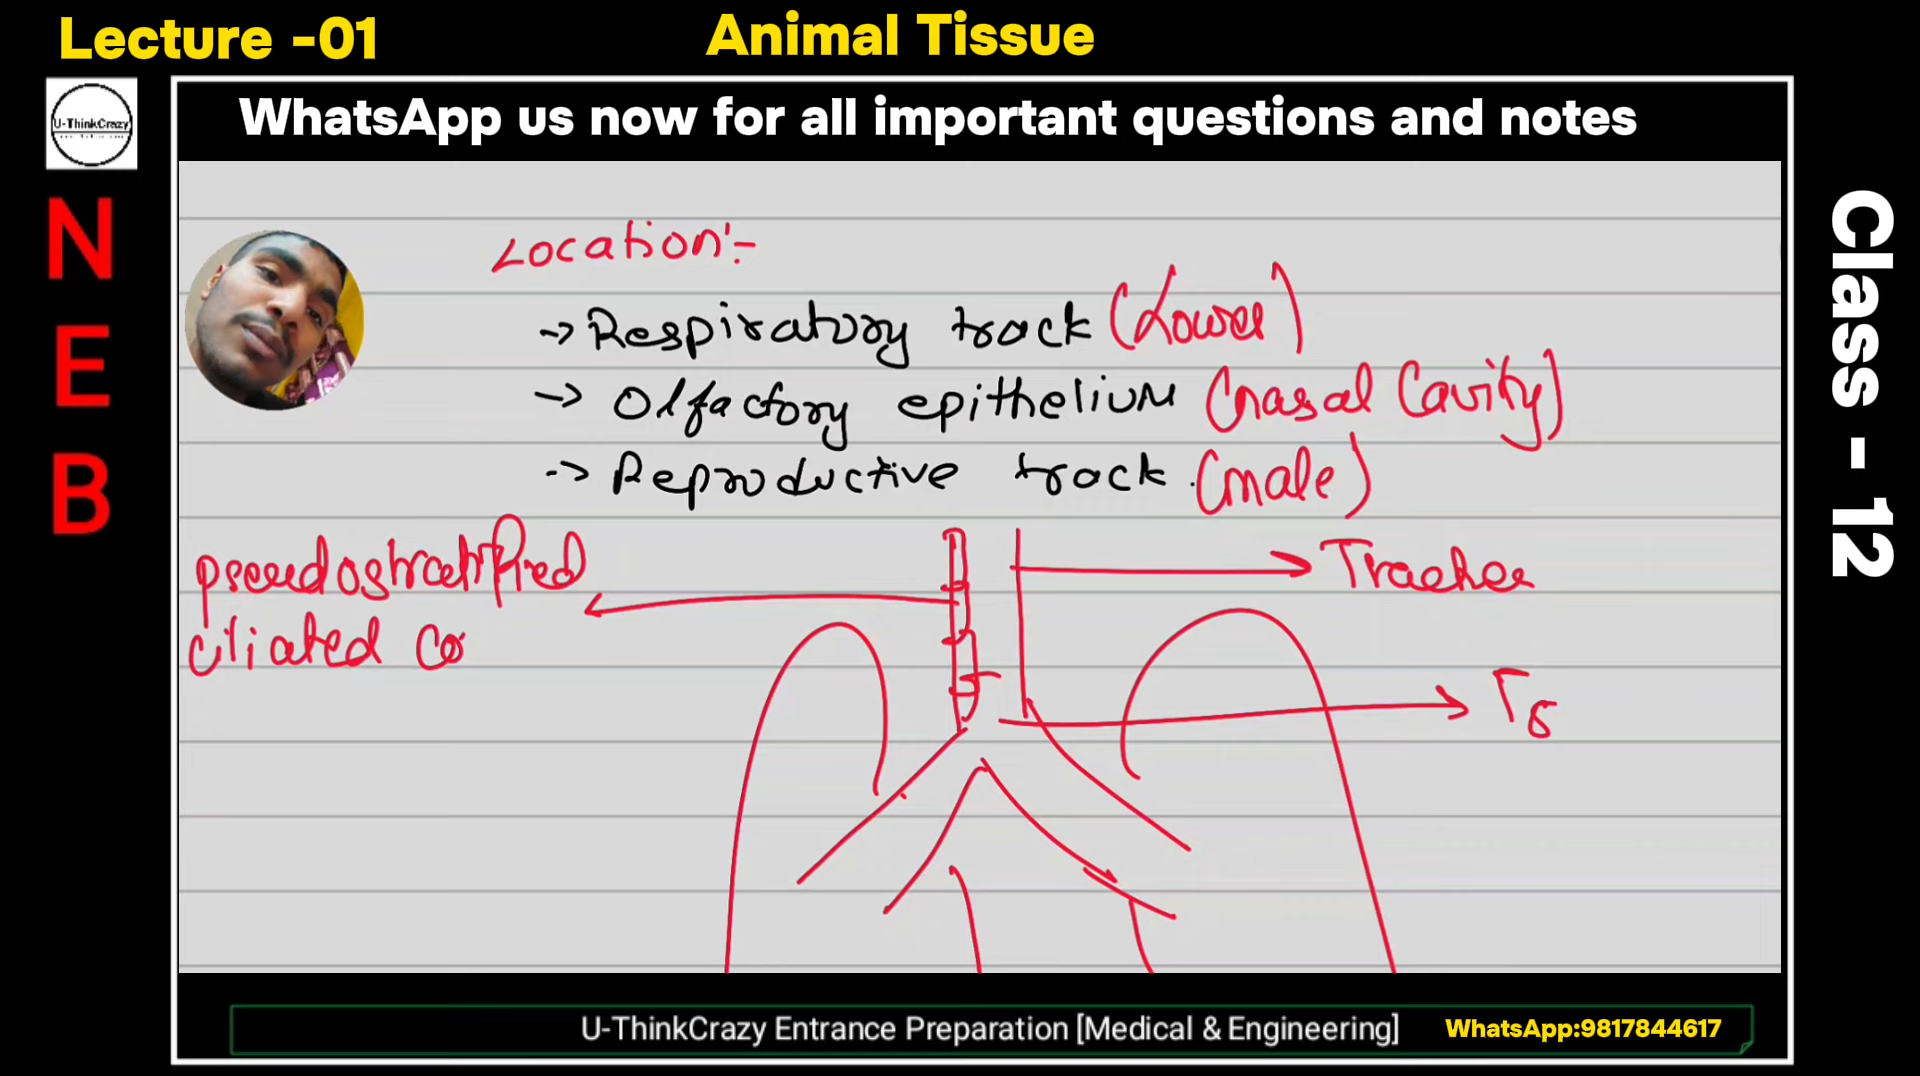 Lecture -01
Animal Tissue
U-ThinkCrazy
WhatsApp us now for all important questions and notes
NEB
Class - 12
Location:-
-> Respiratory track (Lower)
-> Olfactory epithelium (nasal Cavity)
-> Reproductive track. (male)
pseudostratified
ciliated co
Trachea
T6
U-ThinkCrazy Entrance Preparation [Medical & Engineering]
WhatsApp:9817844617